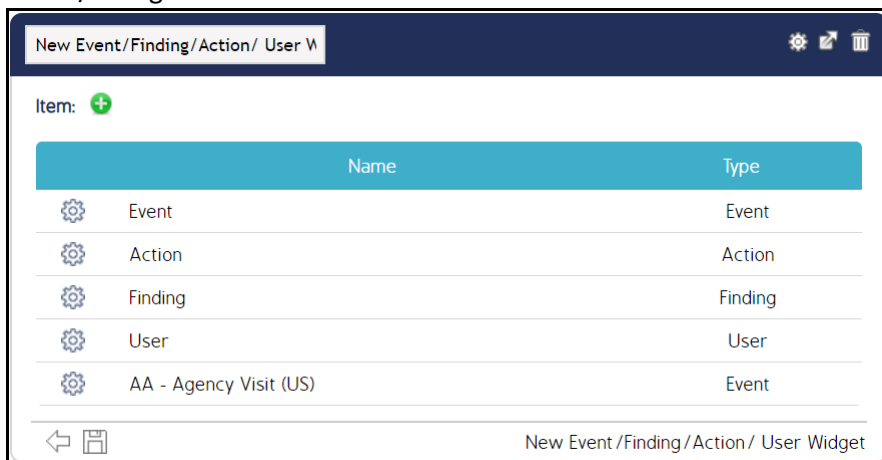 New Event/Finding/Action/ User W
Item:
Name Type
Event Event
Action Action
Finding Finding
User User
AA - Agency Visit (US) Event
New Event/Finding/Action/ User Widget